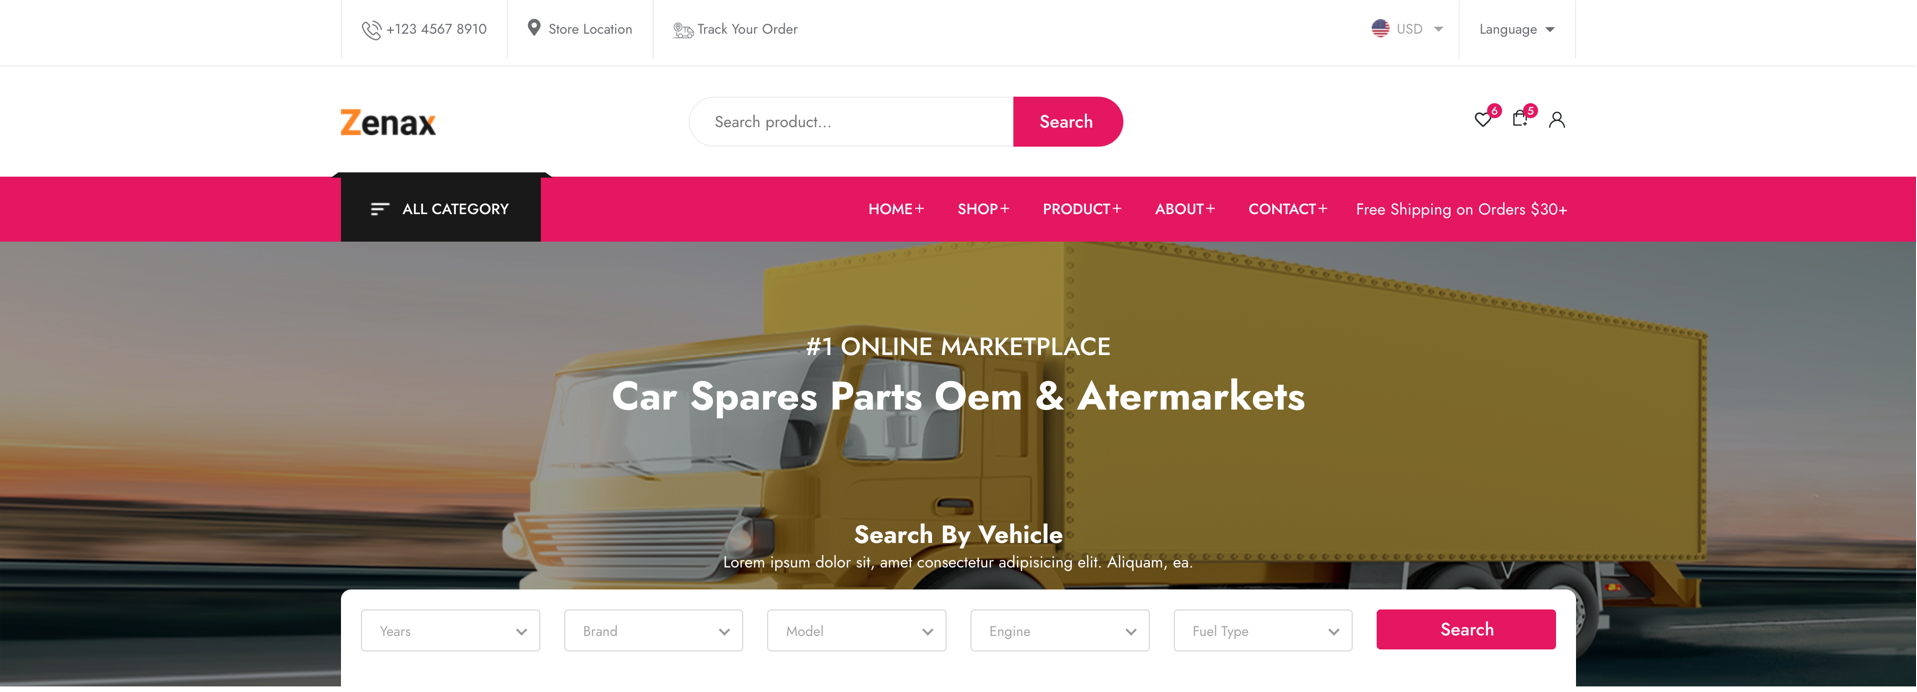 +123 4567 8910
Store Location
Track Your Order
USD
Language
Zenax
Search product...
Search
6
5
ALL CATEGORY
HOME+
SHOP+
PRODUCT+
ABOUT+
CONTACT+
Free Shipping on Orders $30+
#1 ONLINE MARKETPLACE
Car Spares Parts Oem & Atermarkets
Search By Vehicle
Lorem ipsum dolor sit, amet consectetur adipisicing elit. Aliquam, ea.
Years
Brand
Model
Engine
Fuel Type
Search